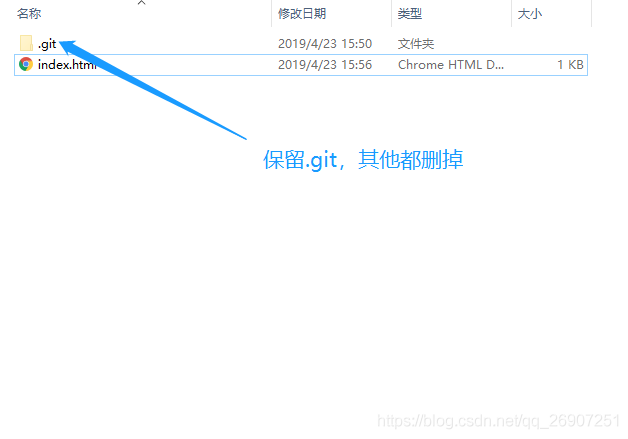 名称 修改日期 类型 大小
.git 2019/4/23 15:50 文件夹
index.html 2019/4/23 15:56 Chrome HTML D... 1 KB
保留.git，其他都删掉
https://blog.csdn.net/qq_26907251